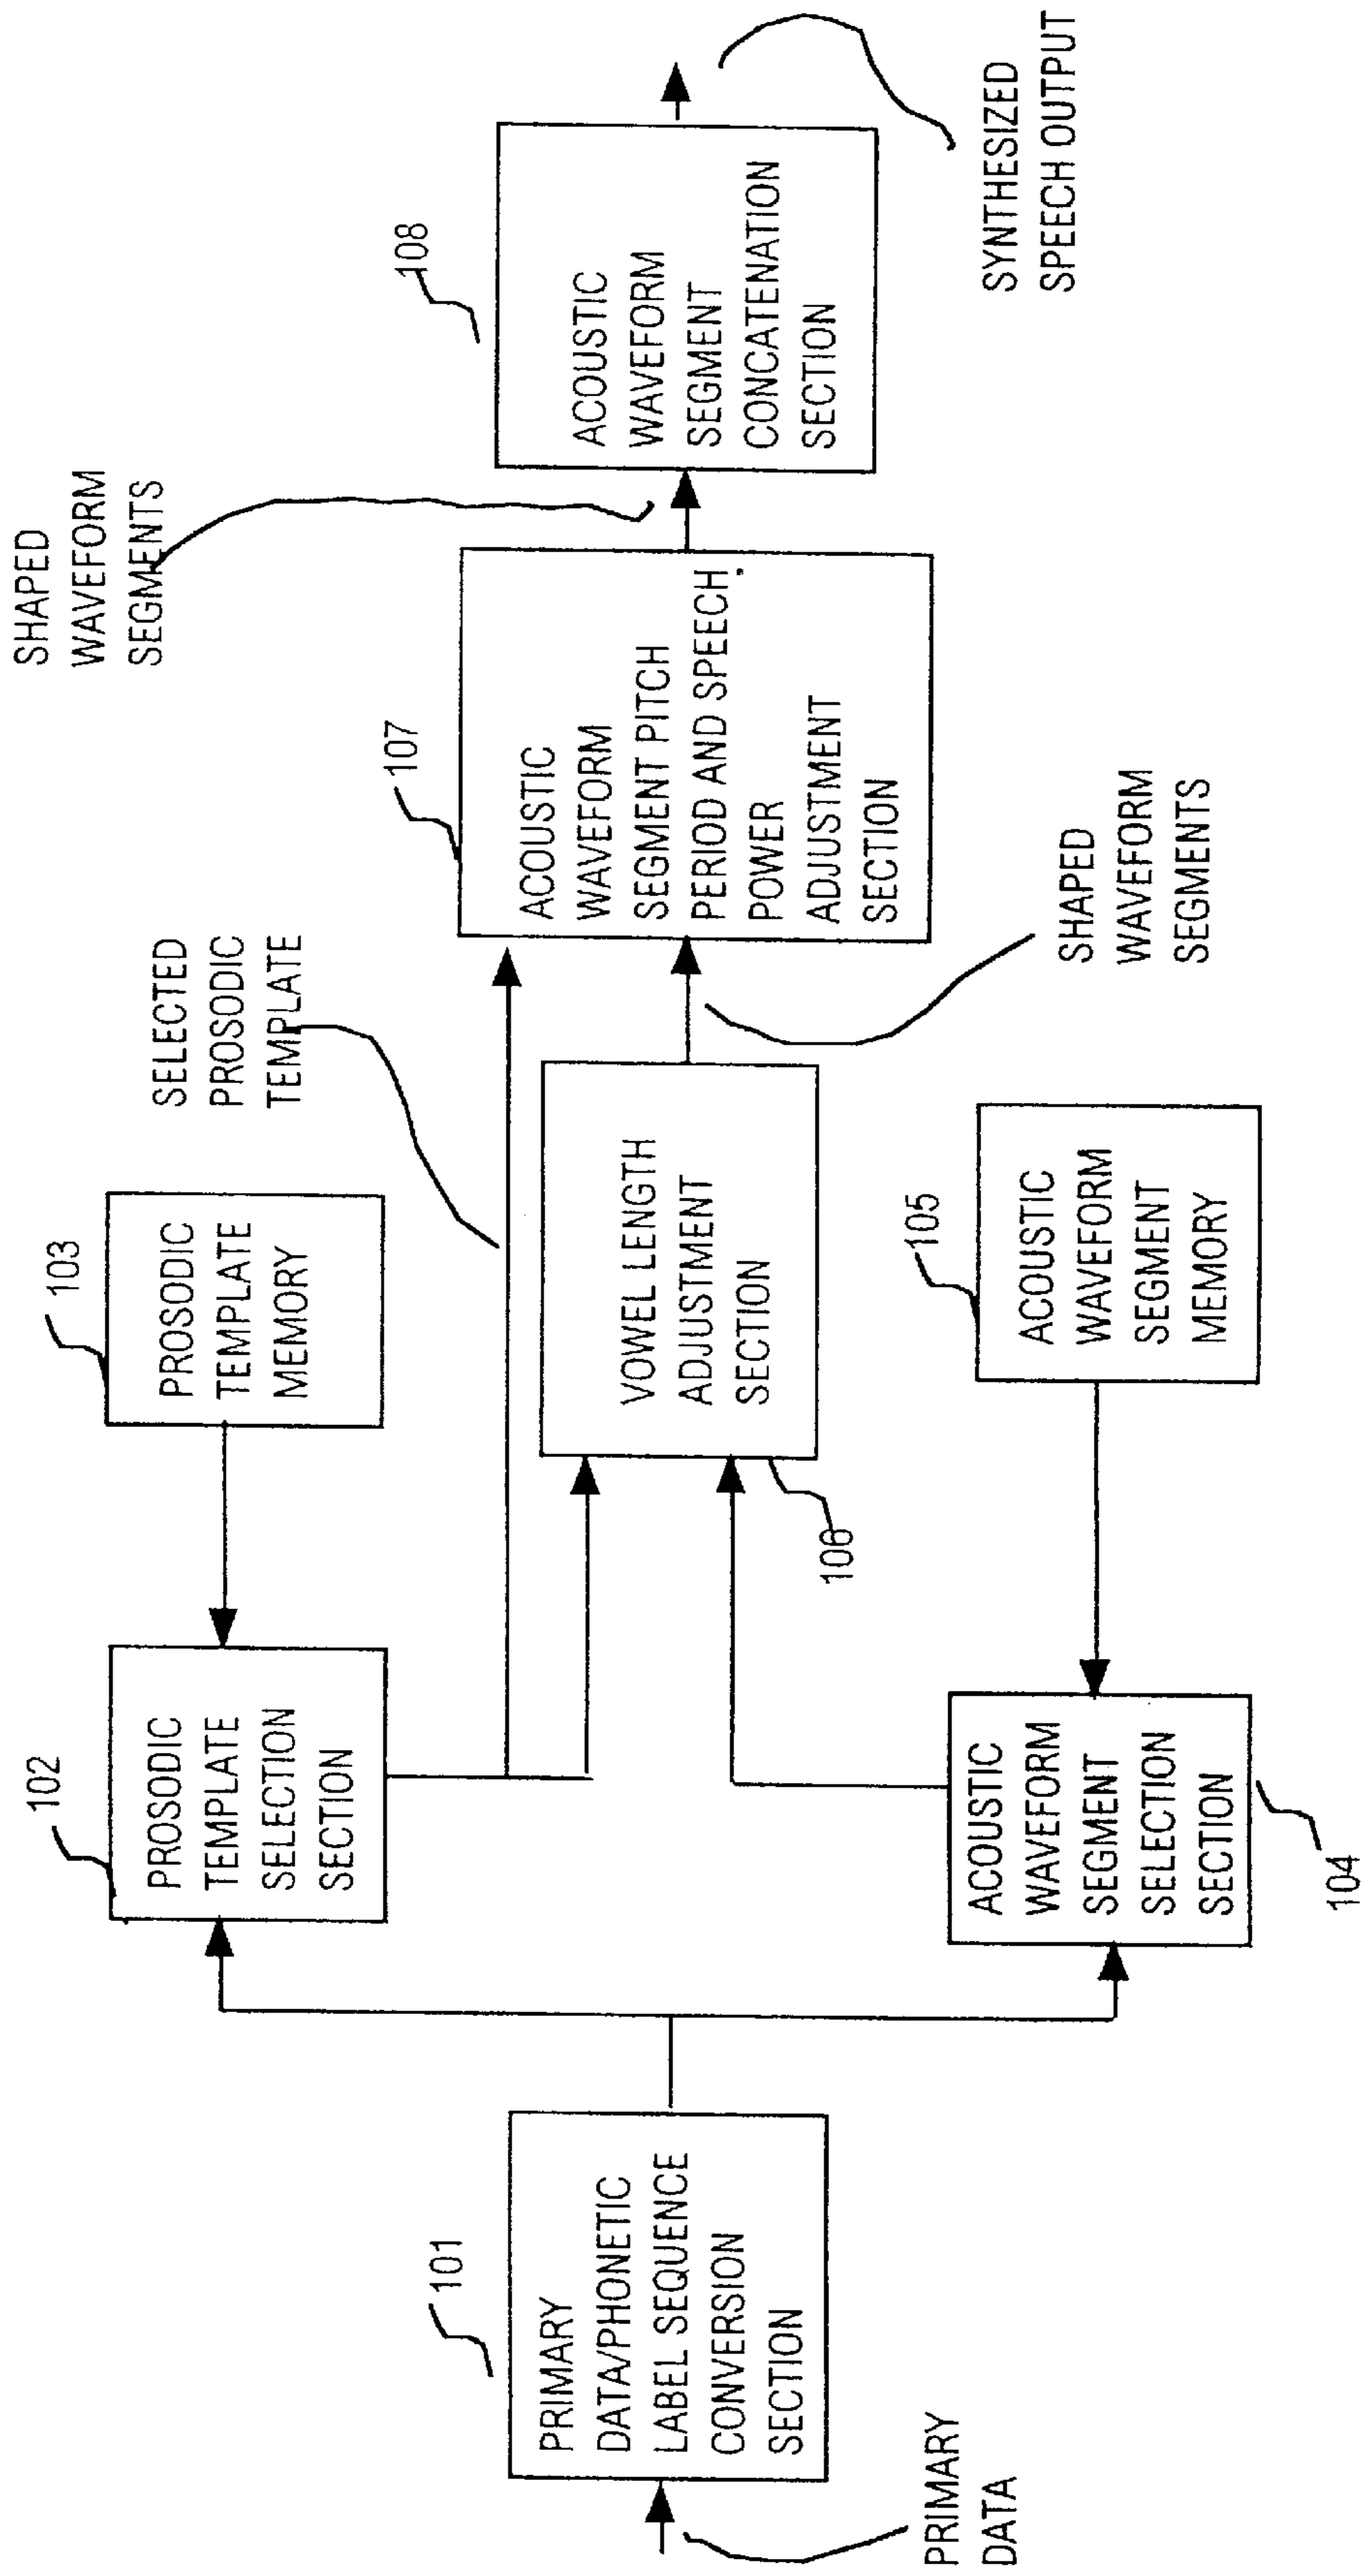 102
PROSODIC
TEMPLATE
SELECTION
SECTION
103
PROSODIC
TEMPLATE
MEMORY
SELECTED
PROSODIC
TEMPLATE
SHAPED
WAVEFORM
SEGMENTS
101
PRIMARY
DATA/PHONETIC
LABEL SEQUENCE
CONVERSION
SECTION
PRIMARY
DATA
VOWEL LENGTH
ADJUSTMENT
SECTION
106
107
ACOUSTIC
WAVEFORM
SEGMENT PITCH
PERIOD AND SPEECH
POWER
ADJUSTMENT
SECTION
108
ACOUSTIC
WAVEFORM
SEGMENT
CONCATENATION
SECTION
ACOUSTIC
WAVEFORM
SEGMENT
SELECTION
SECTION
104
105
ACOUSTIC
WAVEFORM
SEGMENT
MEMORY
SHAPED
WAVEFORM
SEGMENTS
SYNTHESIZED
SPEECH OUTPUT